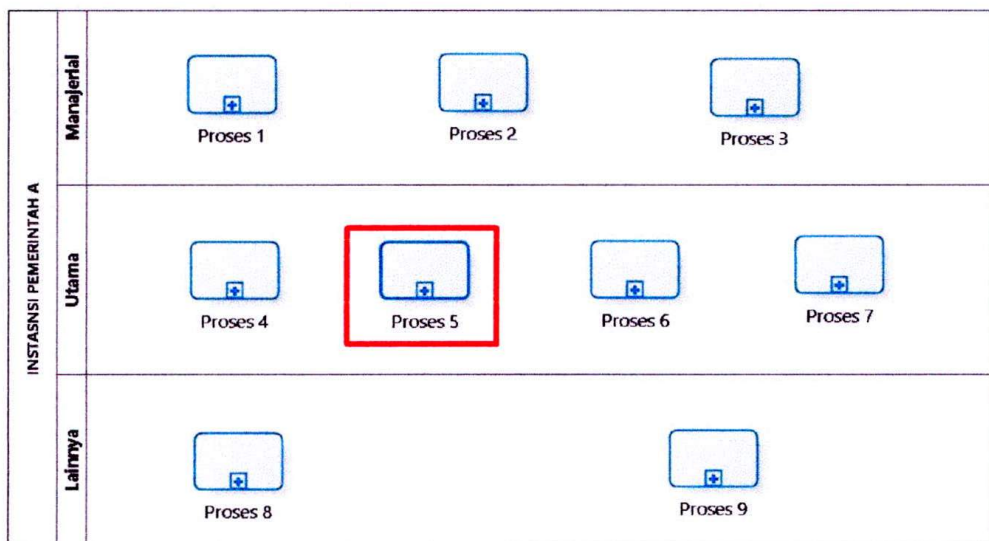 INSTASNSI PEMERINTAH A
Manajerial
Proses 1
Proses 2
Proses 3
Utama
Proses 4
Proses 5
Proses 6
Proses 7
Lainnya
Proses 8
Proses 9